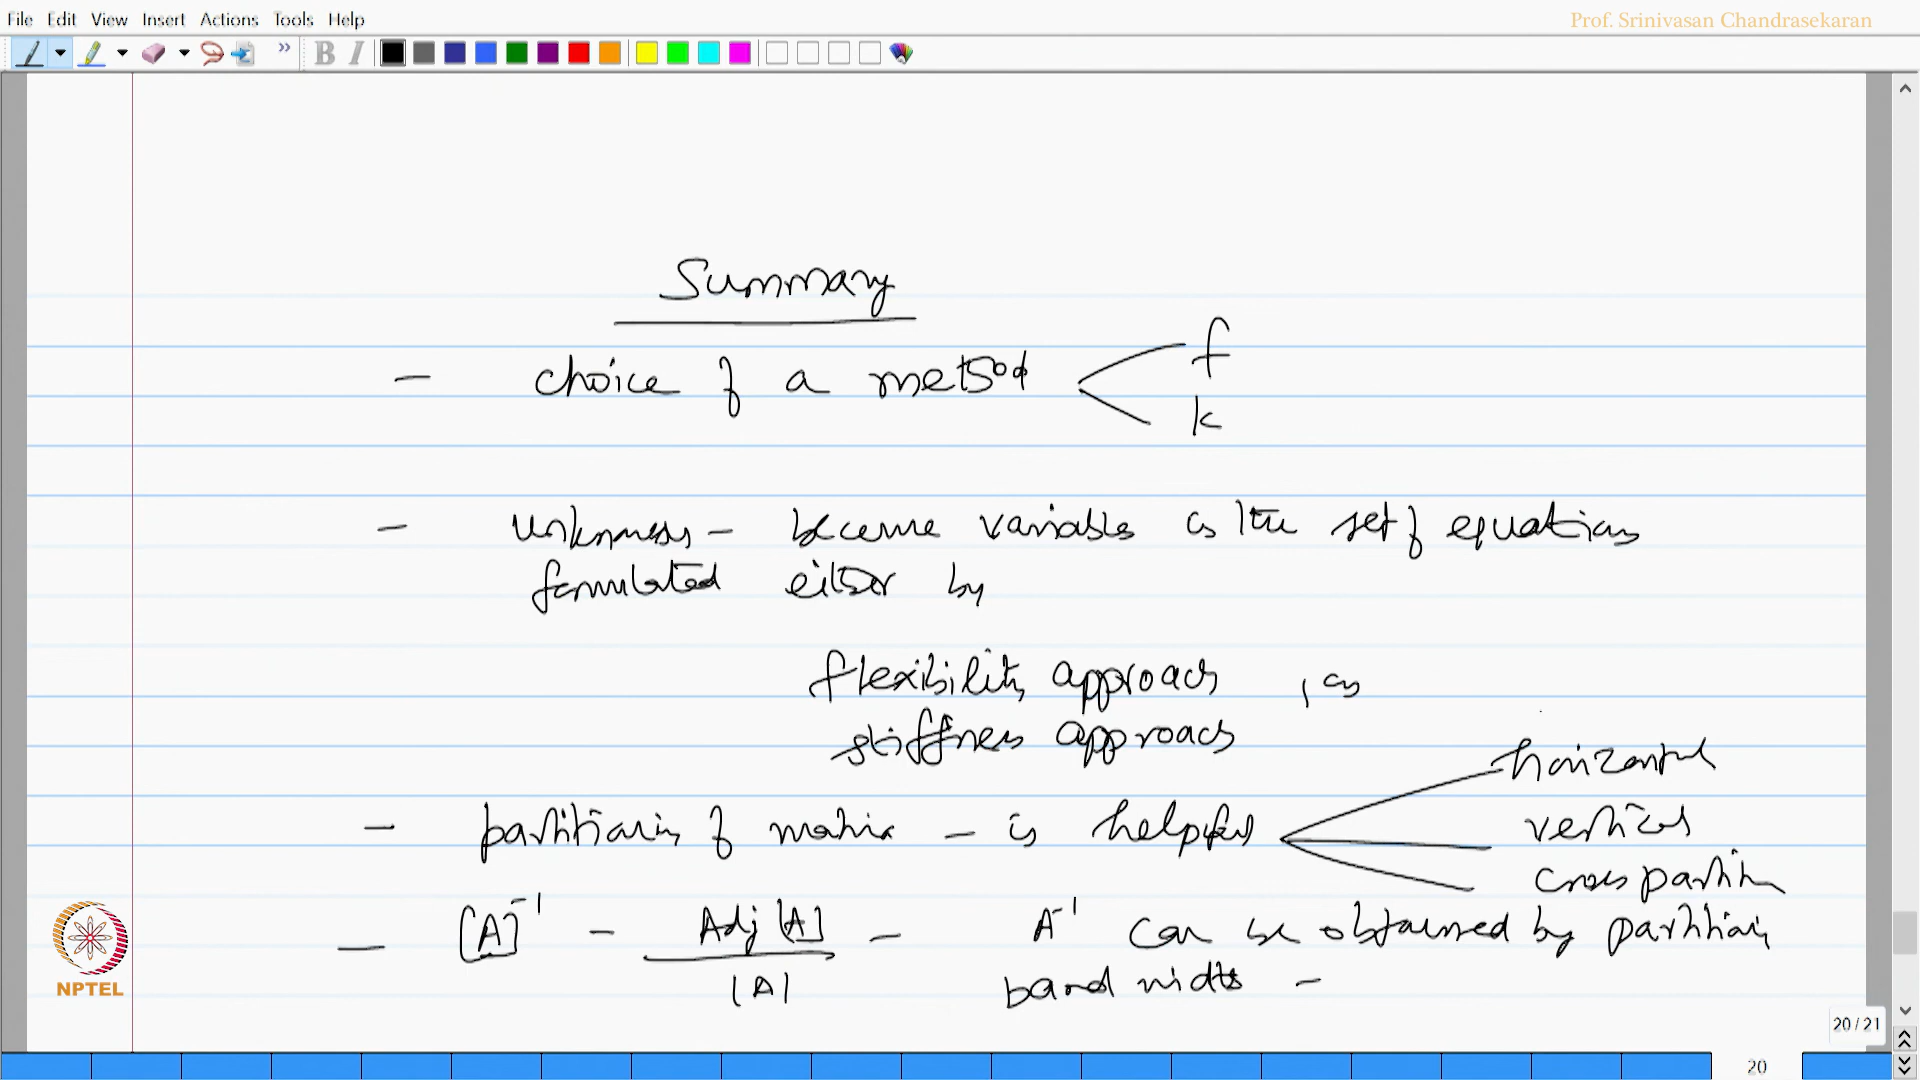 File Edit View Insert Actions Tools Help
Prof. Srinivasan Chandrasekaran
B I
Summary
- choice of a method f
k
- unknowns - become variables in the set of equations
formulated either by
flexibility approach , or
stiffness approach
- partitioning of matrix - is helpful horizontal
vertical
cross partition
- [A]⁻¹ - Adj [A] - A⁻¹ can be obtained by partition
|A| band width -
NPTEL
20 / 21
20